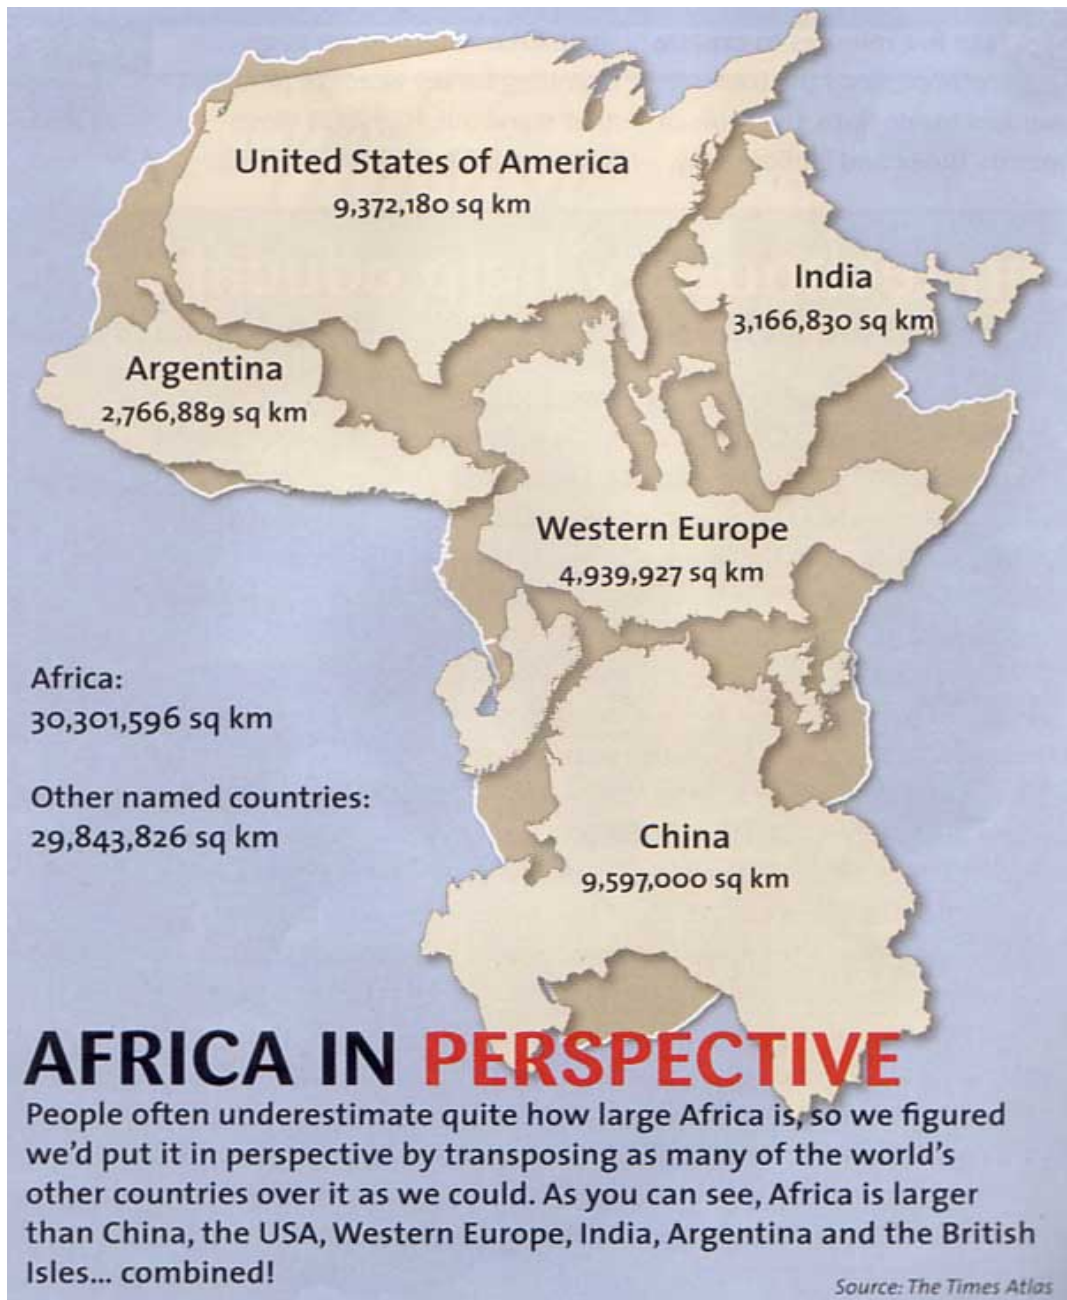 United States of America
9,372,180 sq km
India
3,166,830 sq km
Argentina
2,766,889 sq km
Western Europe
4,939,927 sq km
Africa:
30,301,596 sq km
Other named countries:
29,843,826 sq km
China
9,597,000 sq km
AFRICA IN PERSPECTIVE
People often underestimate quite how large Africa is, so we figured
we'd put it in perspective by transposing as many of the world's
other countries over it as we could. As you can see, Africa is larger
than China, the USA, Western Europe, India, Argentina and the British
Isles... combined!
Source: The Times Atlas